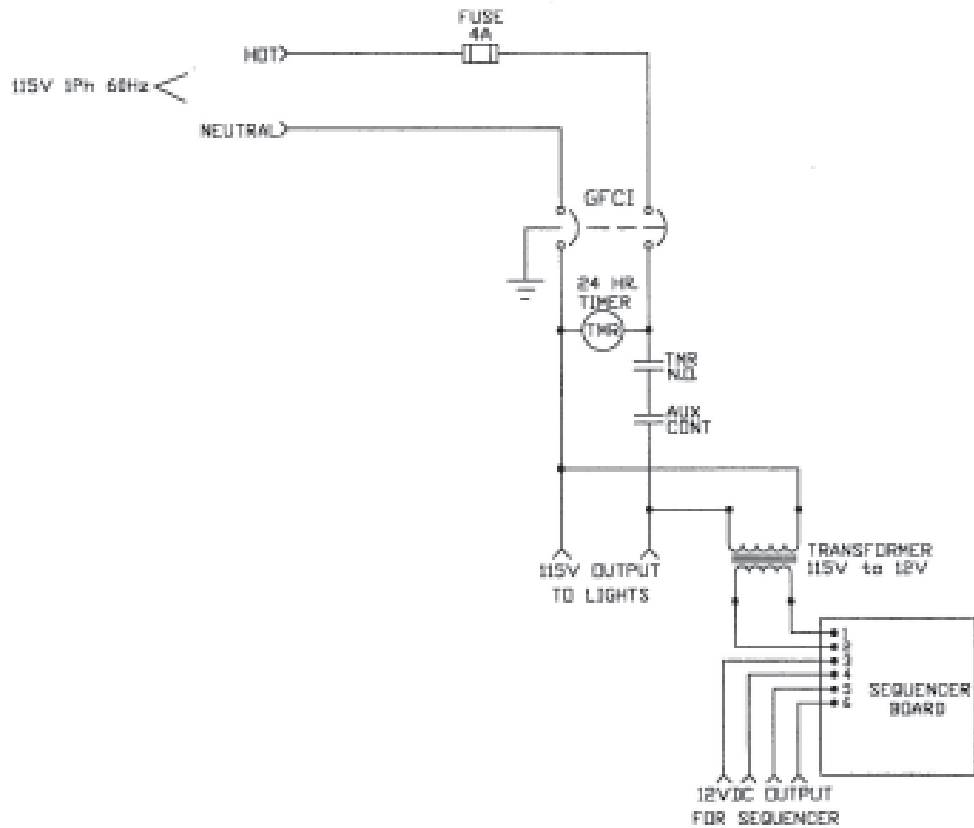 FUSE
4A
HOT
115V 1Ph 60Hz
NEUTRAL
GFCI
24 HR.
TIMER
TMR
TMR
N.O.
AUX
CONT
TRANSFORMER
115V to 12V
115V OUTPUT
TO LIGHTS
1
2
3
4
5
6
SEQUENCER
BOARD
12VDC OUTPUT
FOR SEQUENCER